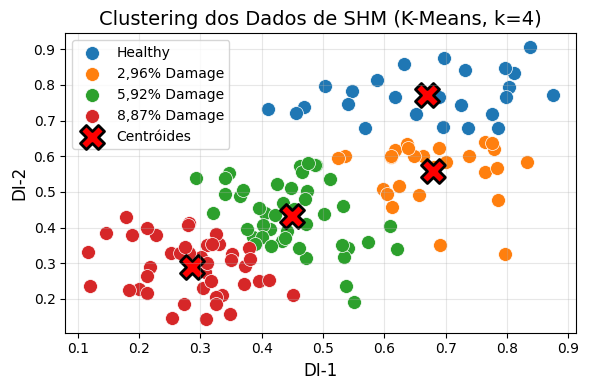 Clustering dos Dados de SHM (K-Means, k=4)
Healthy
2,96% Damage
5,92% Damage
8,87% Damage
Centróides
DI-2
0.9
0.8
0.7
0.6
0.5
0.4
0.3
0.2
0.1 0.2 0.3 0.4 0.5 0.6 0.7 0.8 0.9
DI-1